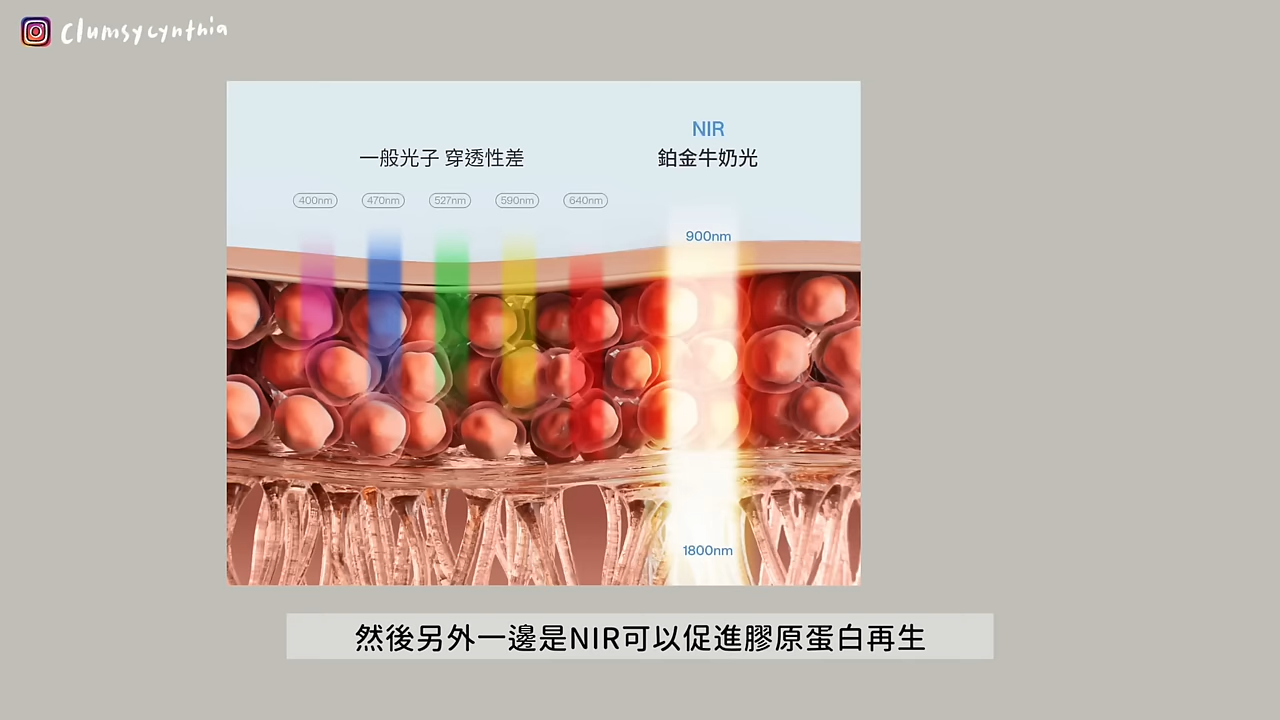 clumsycynthia
NIR
一般光子 穿透性差
鉑金牛奶光
400nm
470nm
527nm
590nm
640nm
900nm
1800nm
然後另外一邊是NIR可以促進膠原蛋白再生